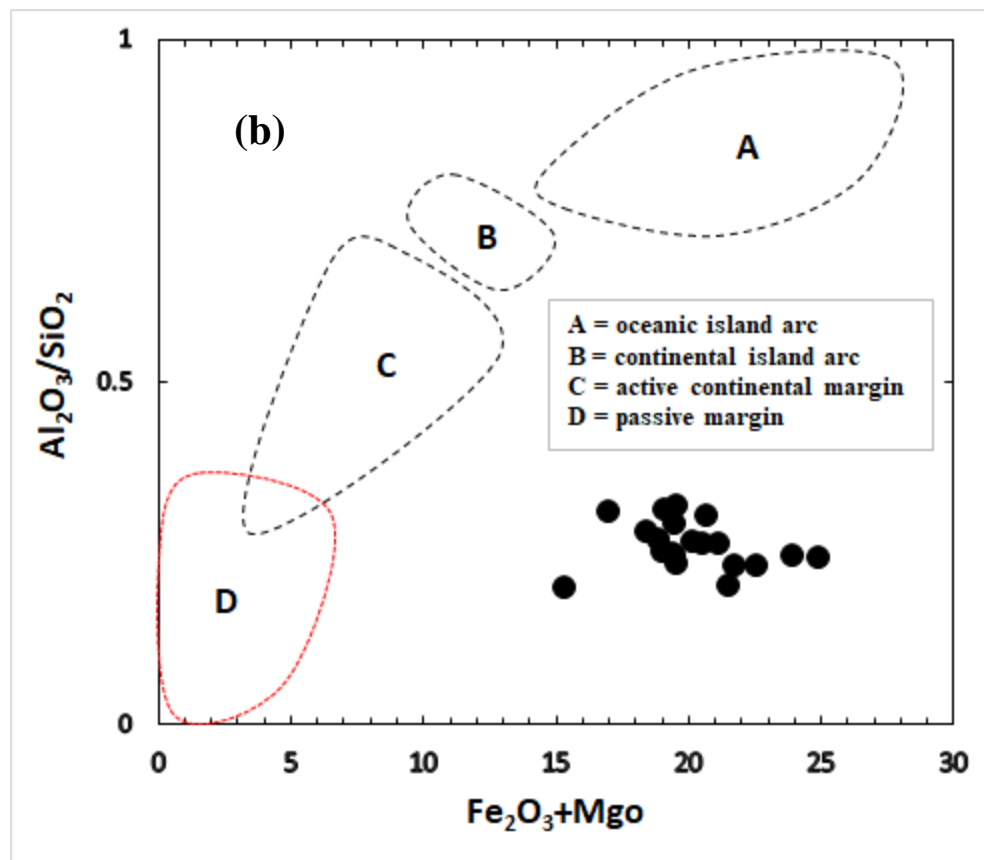 1
(b)
A
B
A = oceanic island arc
B = continental island arc
C = active continental margin
D = passive margin
C
Al₂O₃/SiO₂
0.5
D
0
0 5 10 15 20 25 30
Fe₂O₃+Mgo